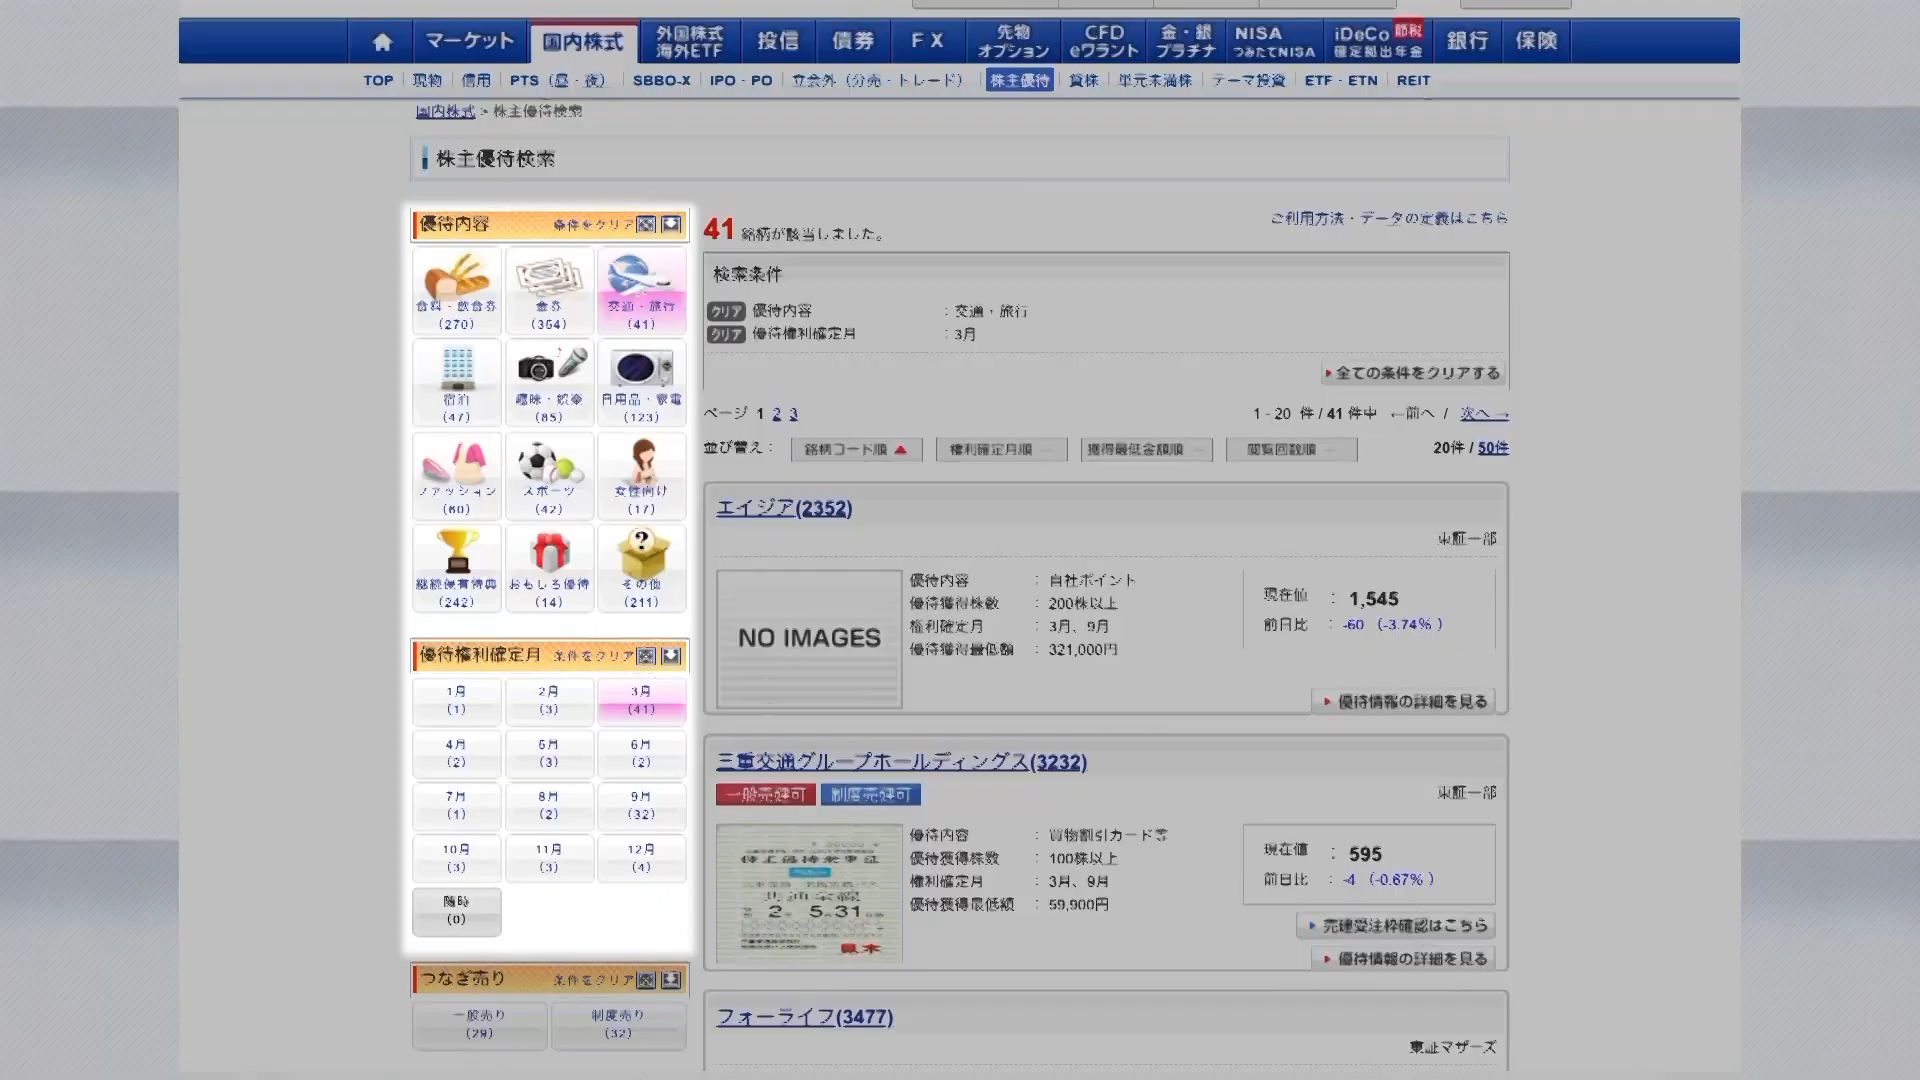 マーケット
国内株式
外国株式
海外ETF
投信
債券
FX
先物
オプション
CFD
eワラント
金・銀
プラチナ
NISA
つみたてNISA
iDeCo 節税
確定拠出年金
銀行
保険
TOP 現物 信用 PTS（昼・夜） SBBO-X IPO・PO 立会外（分売・トレード） 株主優待 貸株 単元未満株 テーマ投資 ETF・ETN REIT
国内株式 > 株主優待検索
株主優待検索
優待内容 条件をクリア
食料・飲食券
(270)
金券
(354)
交通・旅行
(41)
宿泊
(47)
趣味・娯楽
(85)
日用品・家電
(123)
ファッション
(60)
スポーツ
(42)
女性向け
(17)
継続保有特典
(242)
おもしろ優待
(14)
その他
(211)
優待権利確定月 条件をクリア
1月
(1)
2月
(3)
3月
(41)
4月
(2)
5月
(3)
6月
(2)
7月
(1)
8月
(2)
9月
(32)
10月
(3)
11月
(3)
12月
(4)
随時
(0)
つなぎ売り 条件をクリア
一般売り
(29)
制度売り
(32)
41 銘柄が該当しました。
ご利用方法・データの定義はこちら
検索条件
クリア 優待内容 : 交通・旅行
クリア 優待権利確定月 : 3月
全ての条件をクリアする
ページ 1 2 3
1 - 20 件 / 41 件中 ←前へ / 次へ→
並び替え： 銘柄コード順 権利確定月順 獲得最低金額順 閲覧回数順
20件 / 50件
エイジア(2352)
東証一部
NO IMAGES
優待内容 : 自社ポイント
優待獲得株数 : 200株以上
権利確定月 : 3月、9月
優待獲得最低額 : 321,000円
現在値 : 1,545
前日比 : -60 (-3.74%)
優待情報の詳細を見る
三重交通グループホールディングス(3232)
一般売建可 制度売建可
東証一部
株主優待乗車証
共通全線
2 5 31
見本
優待内容 : 買物割引カード等
優待獲得株数 : 100株以上
権利確定月 : 3月、9月
優待獲得最低額 : 59,900円
現在値 : 595
前日比 : -4 (-0.67%)
売建受注枠確認はこちら
優待情報の詳細を見る
フォーライフ(3477)
東証マザーズ